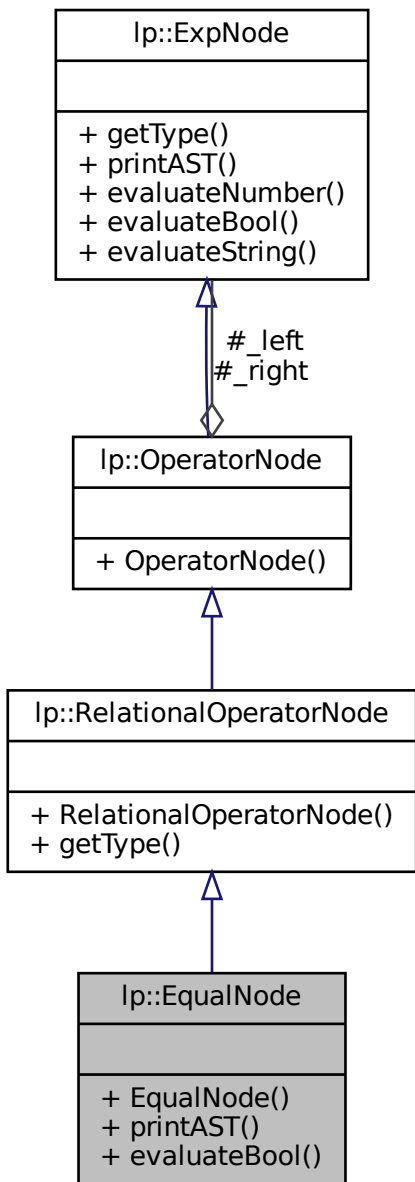 lp::ExpNode
+ getType()
+ printAST()
+ evaluateNumber()
+ evaluateBool()
+ evaluateString()
#_left
#_right
lp::OperatorNode
+ OperatorNode()
lp::RelationalOperatorNode
+ RelationalOperatorNode()
+ getType()
lp::EqualNode
+ EqualNode()
+ printAST()
+ evaluateBool()